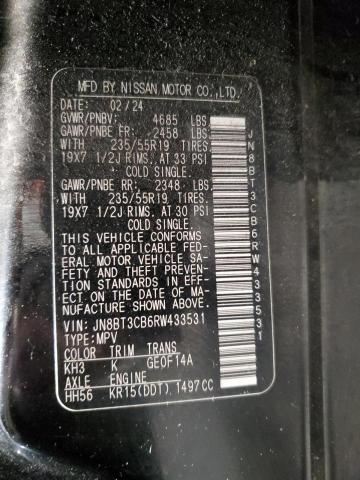 MFD BY NISSAN MOTOR CO.,LTD.
DATE: 02/24
GVWR/PNBV: 4685 LBS
GAWR/PNBE FR: 2458 LBS
WITH 235/55R19 TIRES.
19X7 1/2J RIMS. AT 33 PSI
COLD SINGLE.
GAWR/PNBE RR: 2348 LBS
WITH 235/55R19 TIRES.
19X7 1/2J RIMS. AT 30 PSI
COLD SINGLE.
THIS VEHICLE CONFORMS
TO ALL APPLICABLE FED-
ERAL MOTOR VEHICLE SA-
FETY AND THEFT PREVEN-
TION STANDARDS IN EFF-
ECT ON THE DATE OF MA-
NUFACTURE SHOWN ABOVE.
VIN: JN8BT3CB6RW433531
TYPE: MPV
COLOR TRIM TRANS
KH3 K GE0F14A
AXLE ENGINE
HH56 KR15(DDT) 1497CC
JN8BT3CB6RW433531